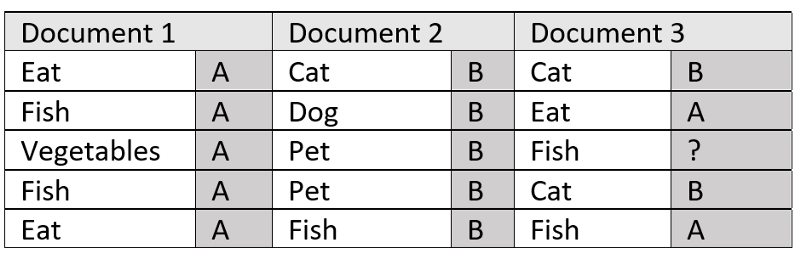 Document 1 Document 2 Document 3
Eat A Cat B Cat B
Fish A Dog B Eat A
Vegetables A Pet B Fish ?
Fish A Pet B Cat B
Eat A Fish B Fish A